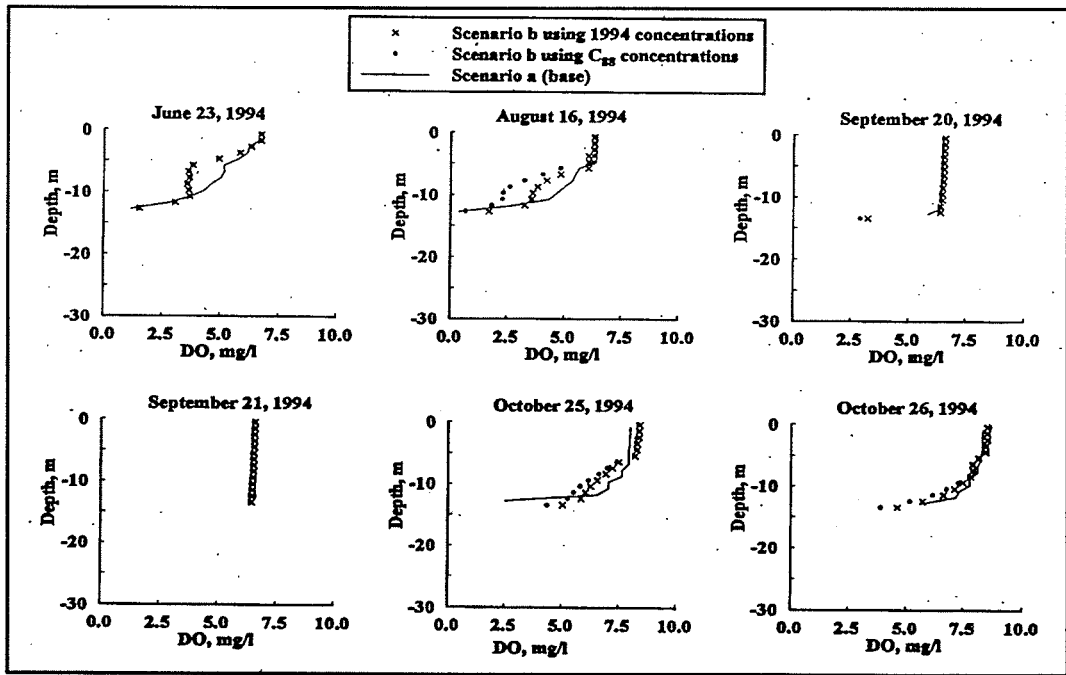 Scenario b using 1994 concentrations
Scenario b using Css concentrations
Scenario a (base)
June 23, 1994
0
-10
-20
-30
Depth, m
0.0 2.5 5.0 7.5 10.0
DO, mg/l
August 16, 1994
0
-10
-20
-30
Depth, m
0.0 2.5 5.0 7.5 10.0
DO, mg/l
September 20, 1994
0
-10
-20
-30
Depth, m
0.0 2.5 5.0 7.5 10.0
DO, mg/l
September 21, 1994
0
-10
-20
-30
Depth, m
0.0 2.5 5.0 7.5 10.0
DO, mg/l
October 25, 1994
0
-10
-20
-30
Depth, m
0.0 2.5 5.0 7.5 10.0
DO, mg/l
October 26, 1994
0
-10
-20
-30
Depth, m
0.0 2.5 5.0 7.5 10.0
DO, mg/l